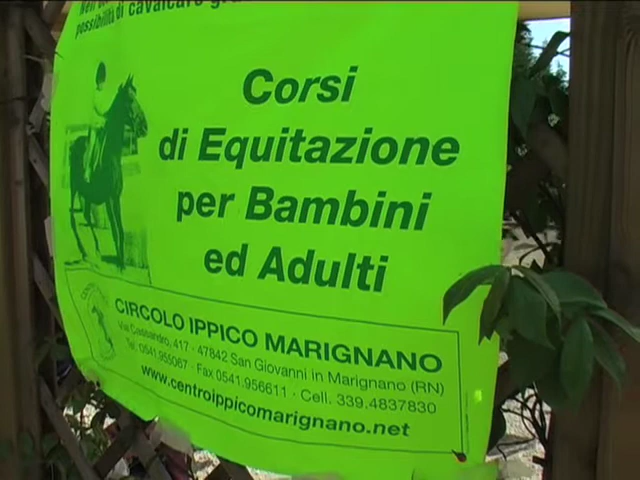 possibilità di cavalcare
Corsi
di Equitazione
per Bambini
ed Adulti
CIRCOLO IPPICO MARIGNANO
Via Cassandro, 417 - 47842 San Giovanni in Marignano (RN)
Tel. 0541.955067 - Fax 0541.956611 - Cell. 339.4837830
www.centroippicomarignano.net